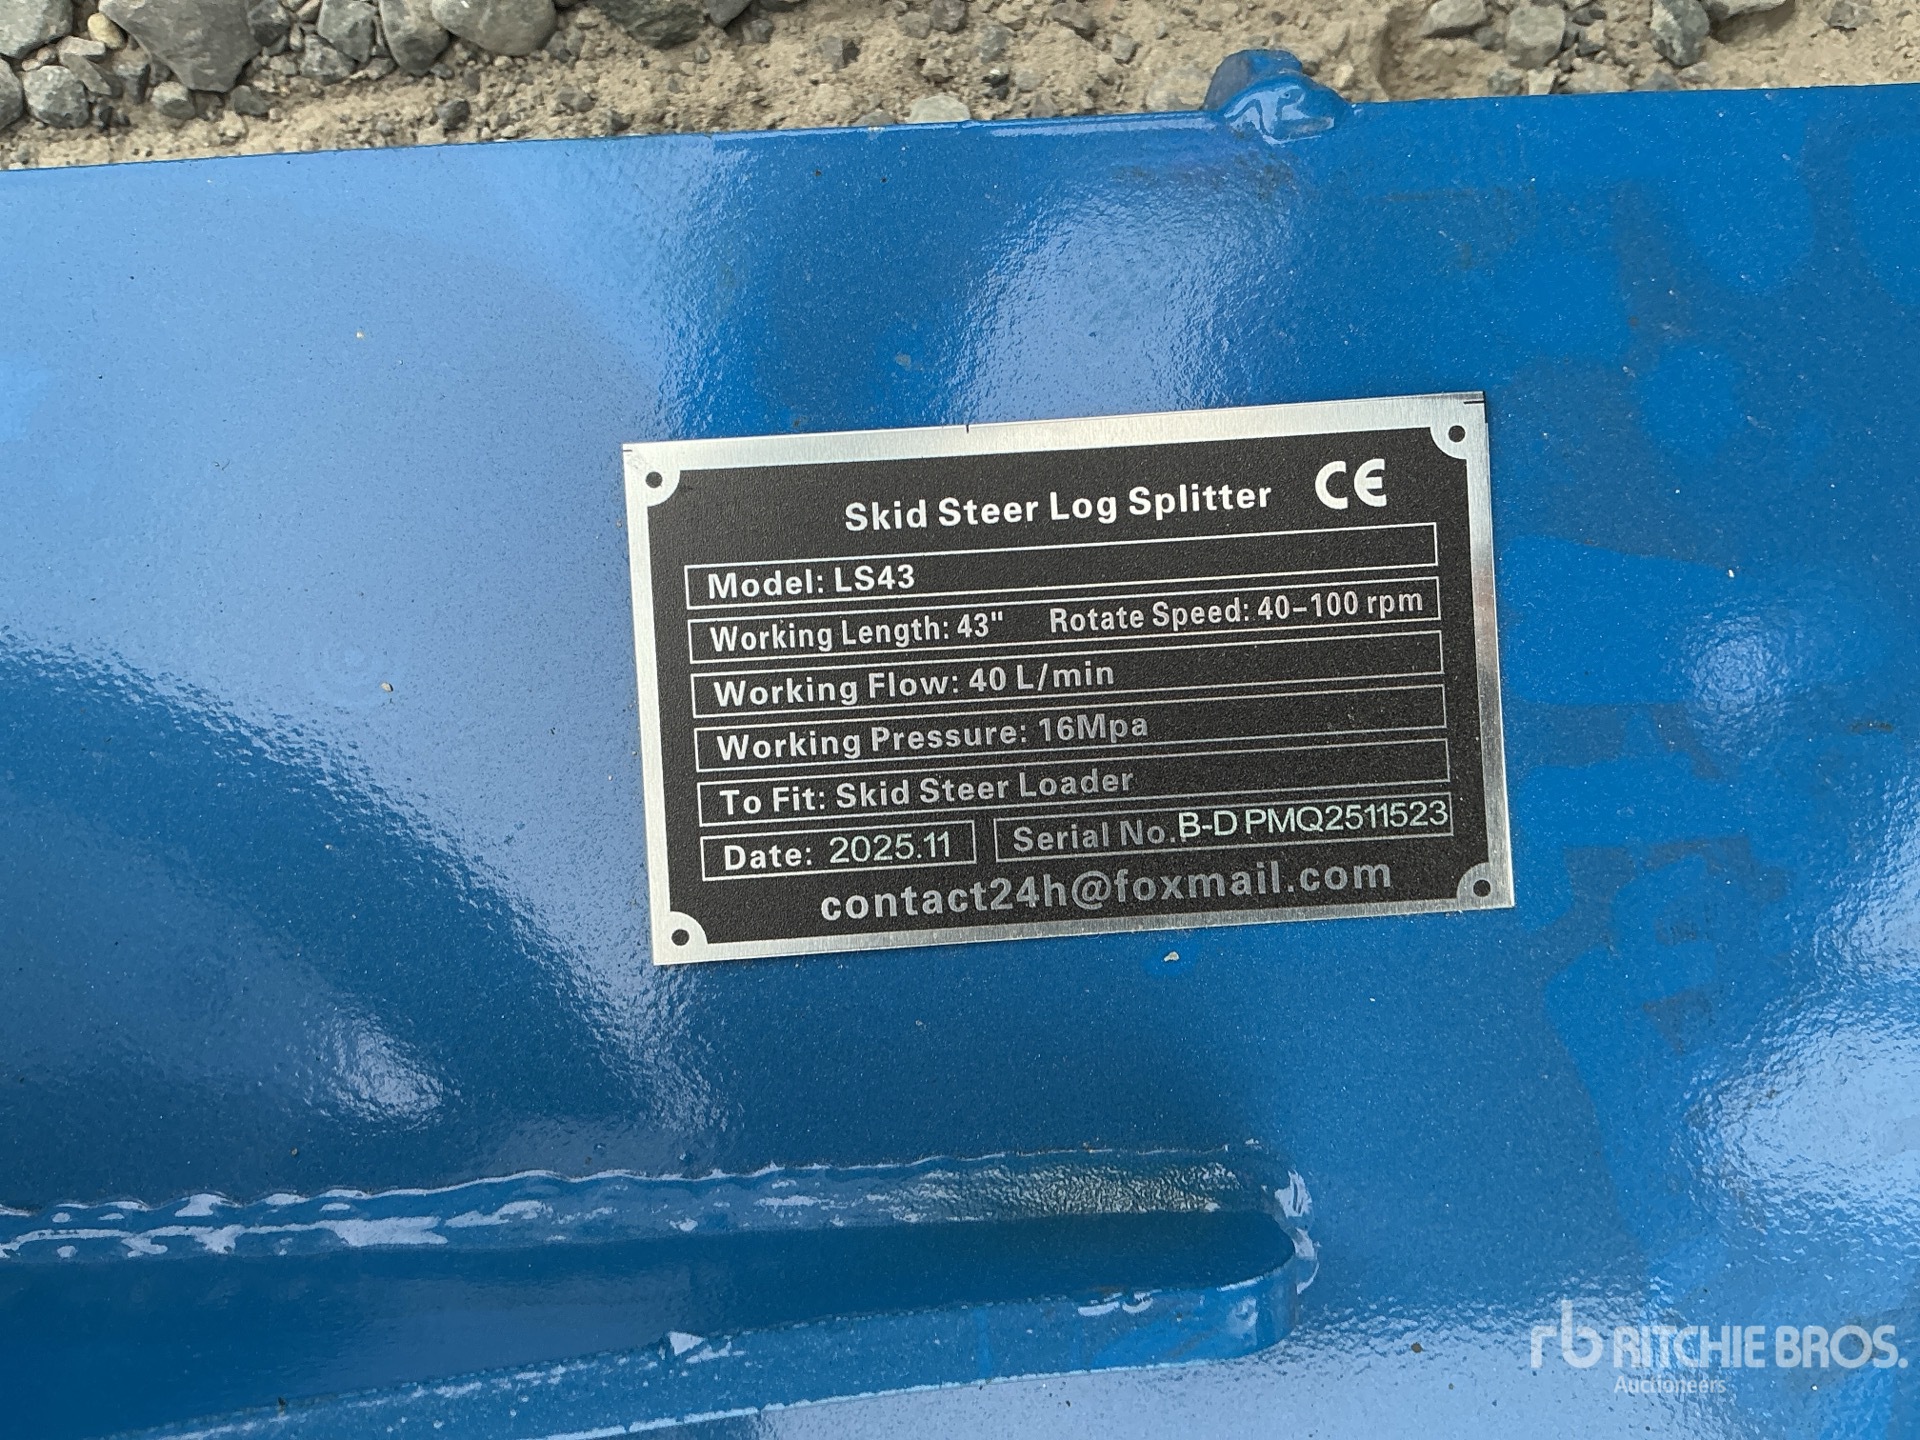 Skid Steer Log Splitter CE
Model: LS43
Working Length: 43" Rotate Speed: 40-100 rpm
Working Flow: 40 L/min
Working Pressure: 16Mpa
To Fit: Skid Steer Loader
Date: 2025.11 Serial No. B-DPMQ2511523
contact24h@foxmail.com
rb RITCHIE BROS.
Auctioneers